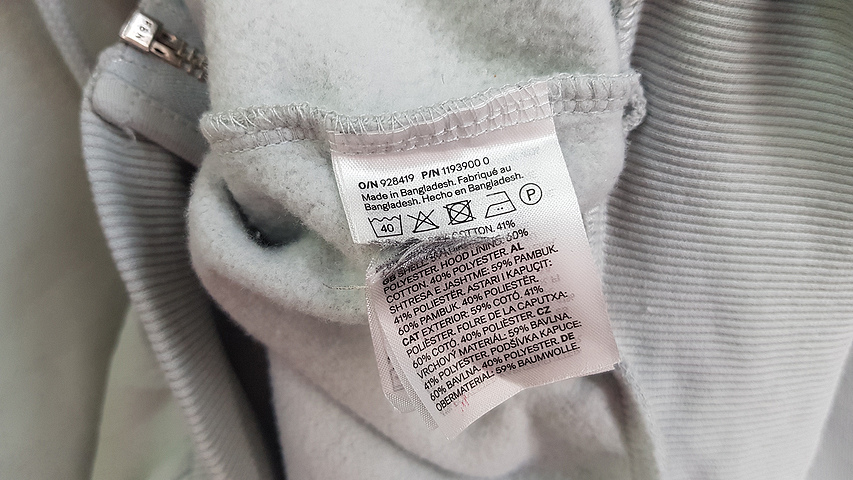 O/N 928419 P/N 1193900 0
Made in Bangladesh. Fabriqué au
Bangladesh. Hecho en Bangladesh.
40 P
COTTON. 41%
POLYESTER. HOOD LINING: 60%
COTTON. 40% POLYESTER. AL
SHTRESA E JASHTME: 59% PAMBUK.
41% POLIESTËR. ASTARI I KAPUÇIT:
60% PAMBUK. 40% POLIESTËR.
CAT EXTERIOR: 59% COTÓ. 41%
POLIÈSTER. FOLRE DE LA CAPUTXA:
60% COTÓ. 40% POLIÈSTER. CZ
VRCHOVÝ MATERIÁL: 59% BAVLNA.
41% POLYESTER. PODŠÍVKA KAPUCE:
60% BAVLNA. 40% POLYESTER. DE
OBERMATERIAL: 59% BAUMWOLLE.